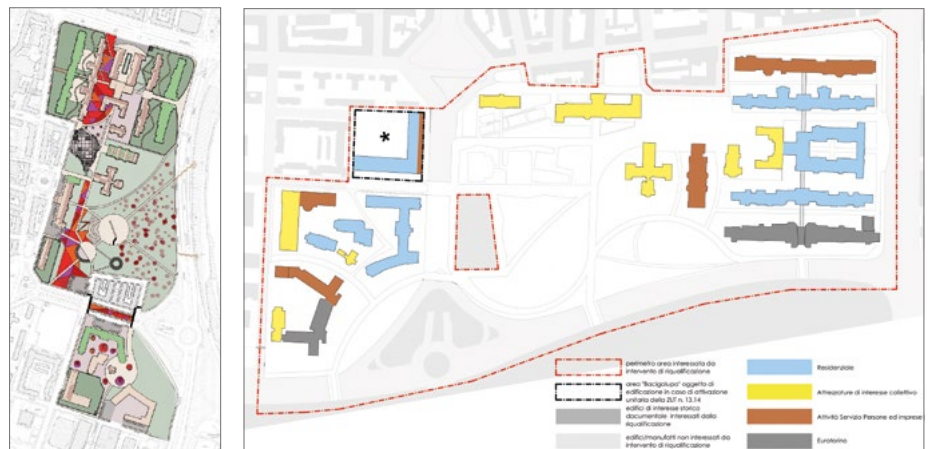 *
perimetro area interessata da
intervento di riqualificazione
area "Bacigalupo" oggetto di
edificazione in caso di attivazione
unitaria della ZUT n. 13.14
edifici di interesse storico
documentale interessati dalla
riqualificazione
edifici/manufatti non interessati da
intervento di riqualificazione
Residenziale
Attrezzature di interesse collettivo
Attività Servizio Persone ed imprese
Eurotorino